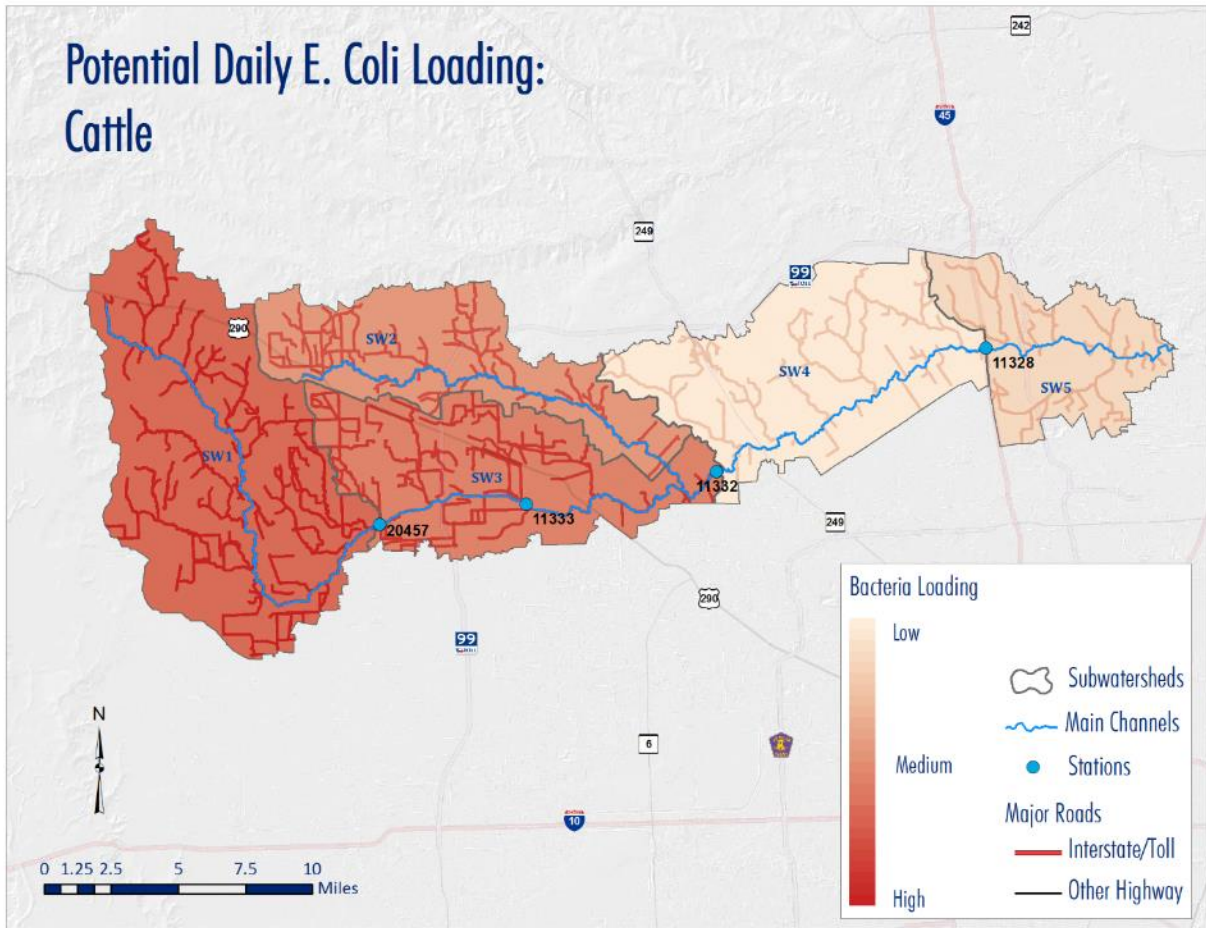 Potential Daily E. Coli Loading:
Cattle
242
45
249
99
290
SW2
SW4
11328
SW5
SW1
SW3
11332
11333
20457
249
290
99
6
10
N
0 1.25 2.5 5 7.5 10
Miles
Bacteria Loading
Low
Medium
High
Subwatersheds
Main Channels
Stations
Major Roads
Interstate/Toll
Other Highway